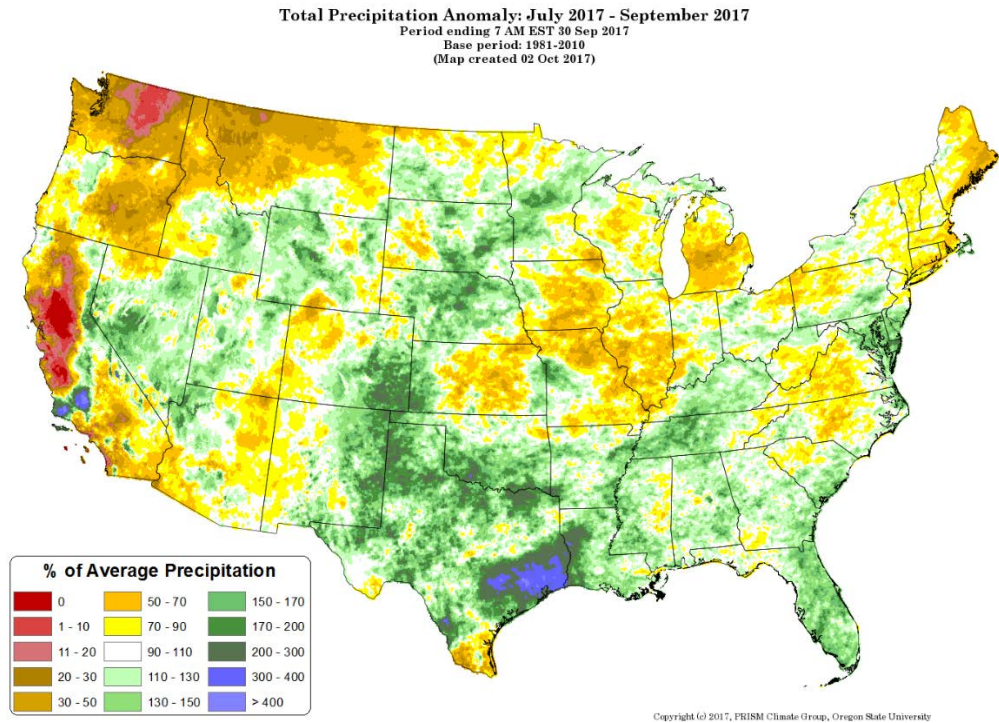 Total Precipitation Anomaly: July 2017 - September 2017
Period ending 7 AM EST 30 Sep 2017
Base period: 1981-2010
(Map created 02 Oct 2017)
% of Average Precipitation
0 50 - 70 150 - 170
1 - 10 70 - 90 170 - 200
11 - 20 90 - 110 200 - 300
20 - 30 110 - 130 300 - 400
30 - 50 130 - 150 > 400
Copyright (c) 2017, PRISM Climate Group, Oregon State University